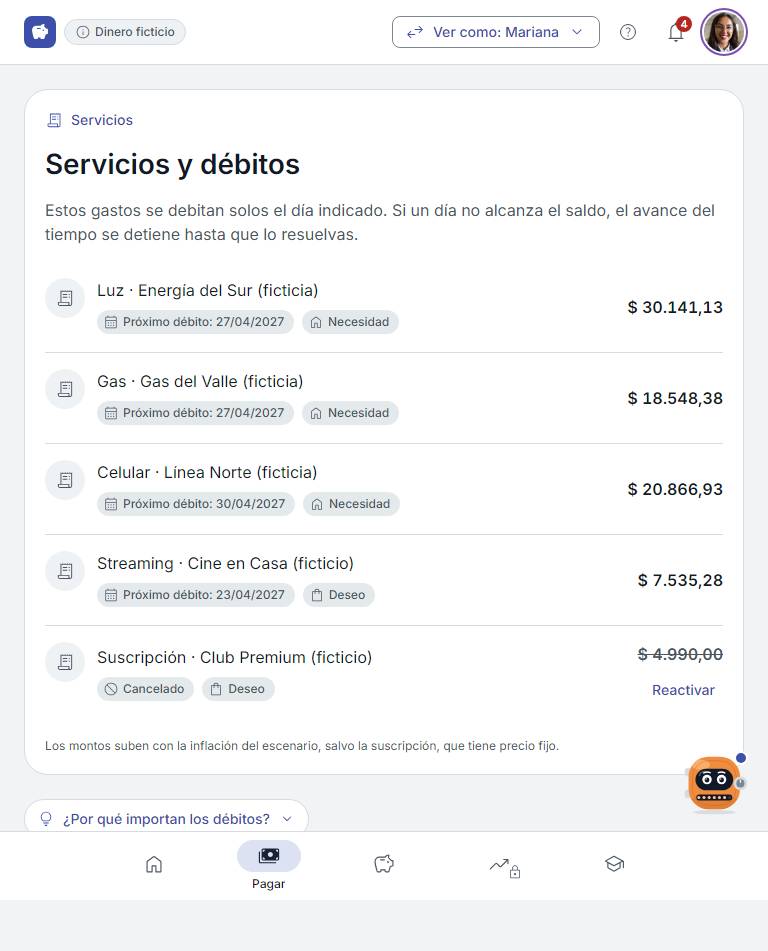 Dinero ficticio
Ver como: Mariana
4
Servicios
Servicios y débitos
Estos gastos se debitan solos el día indicado. Si un día no alcanza el saldo, el avance del
tiempo se detiene hasta que lo resuelvas.
Luz · Energía del Sur (ficticia)
$ 30.141,13
Próximo débito: 27/04/2027
Necesidad
Gas · Gas del Valle (ficticia)
$ 18.548,38
Próximo débito: 27/04/2027
Necesidad
Celular · Línea Norte (ficticia)
$ 20.866,93
Próximo débito: 30/04/2027
Necesidad
Streaming · Cine en Casa (ficticio)
$ 7.535,28
Próximo débito: 23/04/2027
Deseo
Suscripción · Club Premium (ficticio)
$ 4.990,00
Cancelado
Deseo
Reactivar
Los montos suben con la inflación del escenario, salvo la suscripción, que tiene precio fijo.
¿Por qué importan los débitos?
Pagar